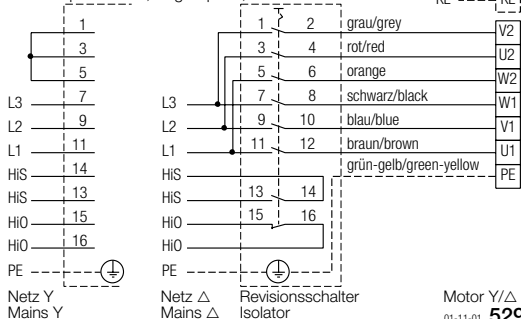 1 1 2 grau/grey V2
3 3 4 rot/red U2
5 5 6 orange W2
L3 7 L3 7 8 schwarz/black W1
L2 9 L2 9 10 blau/blue V1
L1 11 L1 11 12 braun/brown U1
grün-gelb/green-yellow PE
HiS 14 HiS
HiS 13 HiS 13 14
HiO 15 HiO 15 16
HiO 16 HiO
PE PE
Netz Y Netz △ Revisionsschalter Motor Y/△
Mains Y Mains △ Isolator 01-11-01 529